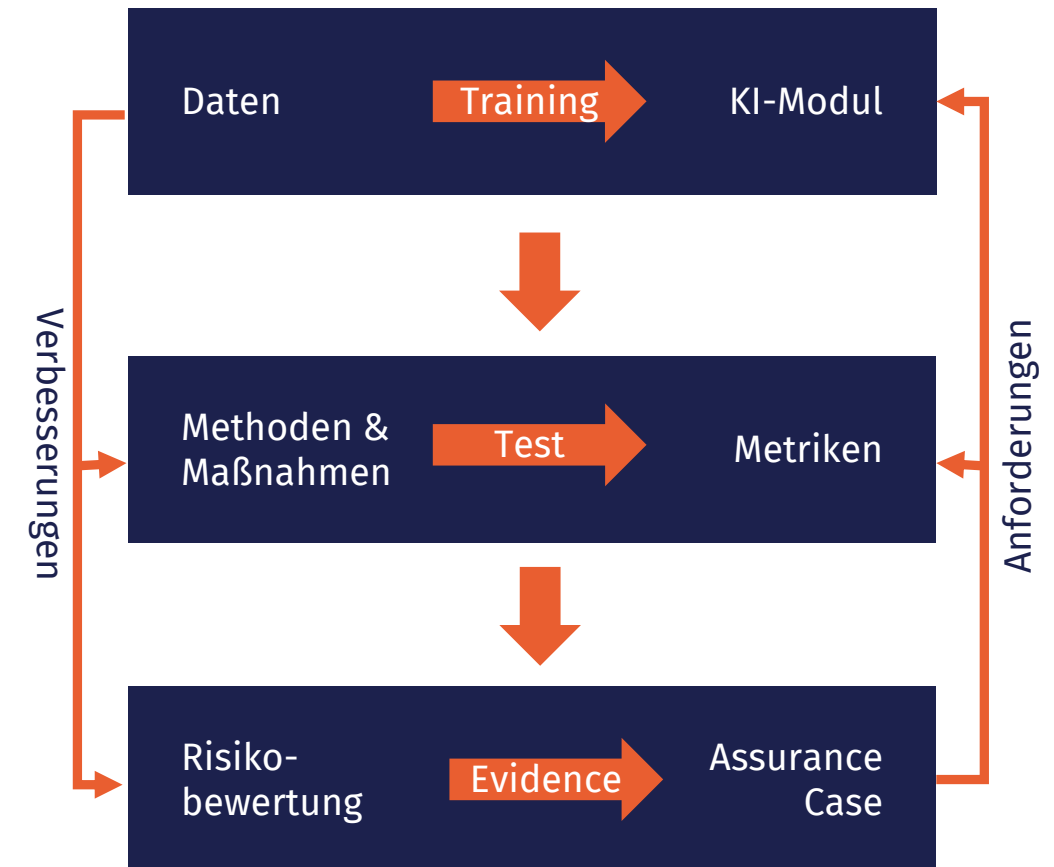 Daten
Training
KI-Modul
Verbesserungen
Anforderungen
Methoden &
Maßnahmen
Test
Metriken
Risiko-
bewertung
Evidence
Assurance
Case